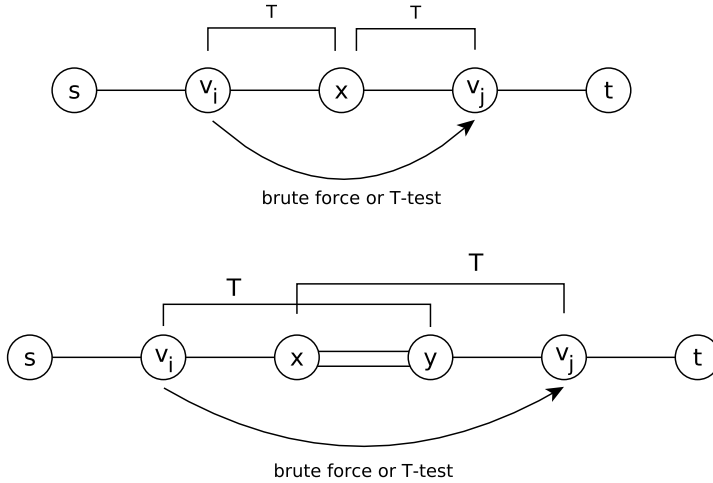 T T
s v_i x v_j t
brute force or T-test
T
T
s v_i x y v_j t
brute force or T-test